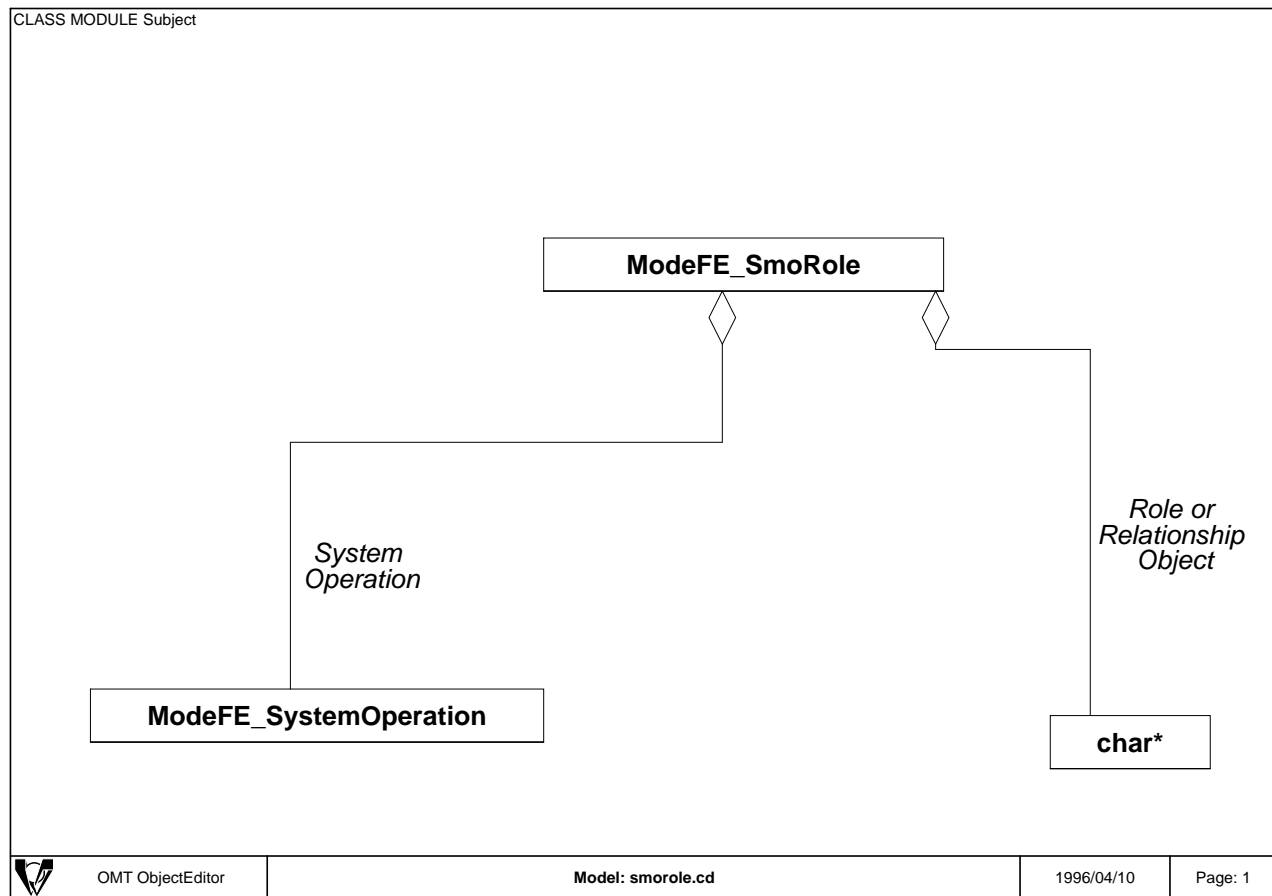 CLASS MODULE Subject
ModeFE_SmoRole
System
Operation
Role or
Relationship
Object
ModeFE_SystemOperation
char*
OMT ObjectEditor
Model: smorole.cd
1996/04/10
Page: 1